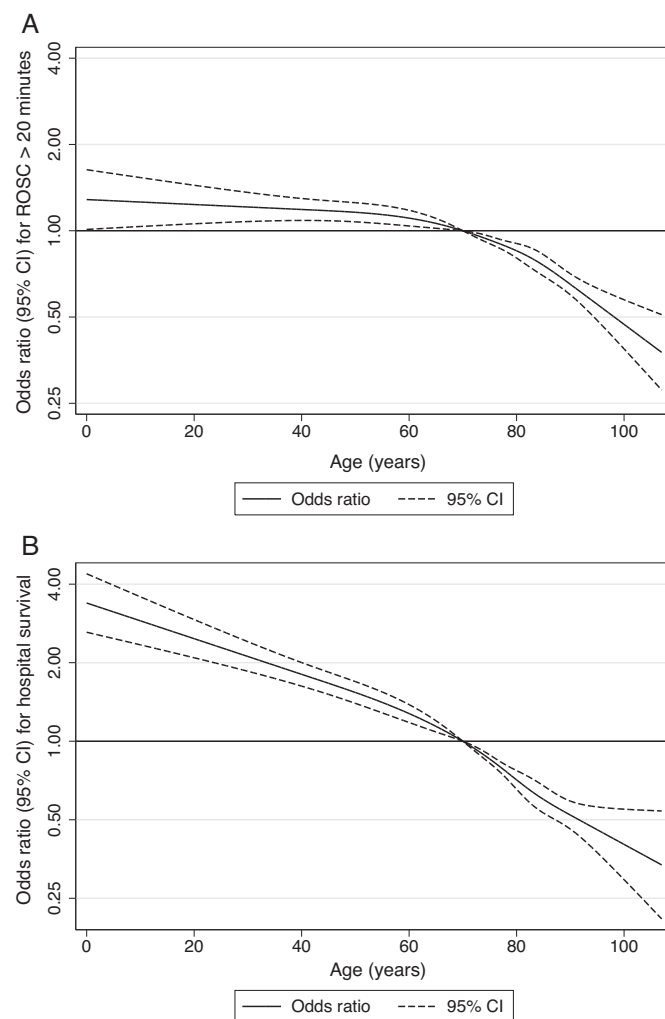 A
Odds ratio (95% CI) for ROSC > 20 minutes
4.00
2.00
1.00
0.50
0.25
0 20 40 60 80 100
Age (years)
Odds ratio 95% CI
B
Odds ratio (95% CI) for hospital survival
4.00
2.00
1.00
0.50
0.25
0 20 40 60 80 100
Age (years)
Odds ratio 95% CI